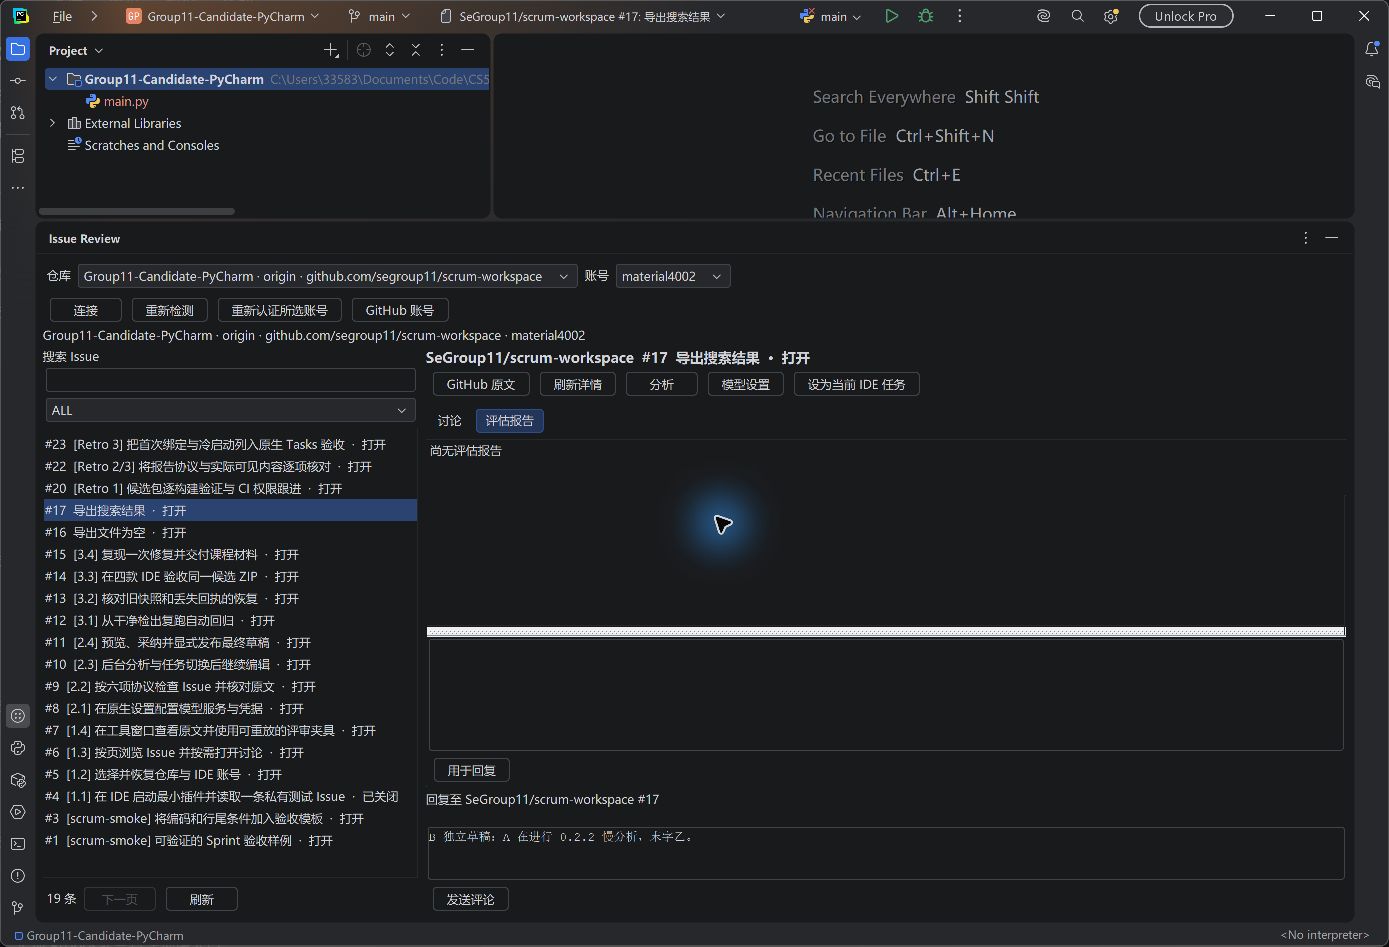 File
GP Group11-Candidate-PyCharm
main
SeGroup11/scrum-workspace #17: 导出搜索结果
main
Unlock Pro
Project
Group11-Candidate-PyCharm C:\Users\33583\Documents\Code\CS5
main.py
External Libraries
Scratches and Consoles
Search Everywhere Shift Shift
Go to File Ctrl+Shift+N
Recent Files Ctrl+E
Navigation Bar Alt+Home
Issue Review
仓库 Group11-Candidate-PyCharm · origin · github.com/segroup11/scrum-workspace 账号 material4002
连接 重新检测 重新认证所选账号 GitHub 账号
Group11-Candidate-PyCharm · origin · github.com/segroup11/scrum-workspace · material4002
搜索 Issue
ALL
#23 [Retro 3] 把首次绑定与冷启动列入原生 Tasks 验收 · 打开
#22 [Retro 2/3] 将报告协议与实际可见内容逐项核对 · 打开
#20 [Retro 1] 候选包逐构建验证与 CI 权限跟进 · 打开
#17 导出搜索结果 · 打开
#16 导出文件为空 · 打开
#15 [3.4] 复现一次修复并交付课程材料 · 打开
#14 [3.3] 在四款 IDE 验收同一候选 ZIP · 打开
#13 [3.2] 核对旧快照和丢失回执的恢复 · 打开
#12 [3.1] 从干净检出复跑自动回归 · 打开
#11 [2.4] 预览、采纳并显式发布最终草稿 · 打开
#10 [2.3] 后台分析与任务切换后继续编辑 · 打开
#9 [2.2] 按六项协议检查 Issue 并核对原文 · 打开
#8 [2.1] 在原生设置配置模型服务与凭据 · 打开
#7 [1.4] 在工具窗口查看原文并使用可重放的评审夹具 · 打开
#6 [1.3] 按页浏览 Issue 并按需打开讨论 · 打开
#5 [1.2] 选择并恢复仓库与 IDE 账号 · 打开
#4 [1.1] 在 IDE 启动最小插件并读取一条私有测试 Issue · 已关闭
#3 [scrum-smoke] 将编码和行尾条件加入验收模板 · 打开
#1 [scrum-smoke] 可验证的 Sprint 验收样例 · 打开
19 条 下一页 刷新
SeGroup11/scrum-workspace #17 导出搜索结果 • 打开
GitHub 原文 刷新详情 分析 模型设置 设为当前 IDE 任务
讨论 评估报告
尚无评估报告
用于回复
回复至 SeGroup11/scrum-workspace #17
B 独立草稿：A 在进行 0.2.2 慢分析，末字乙。
发送评论
Group11-Candidate-PyCharm
<No interpreter>